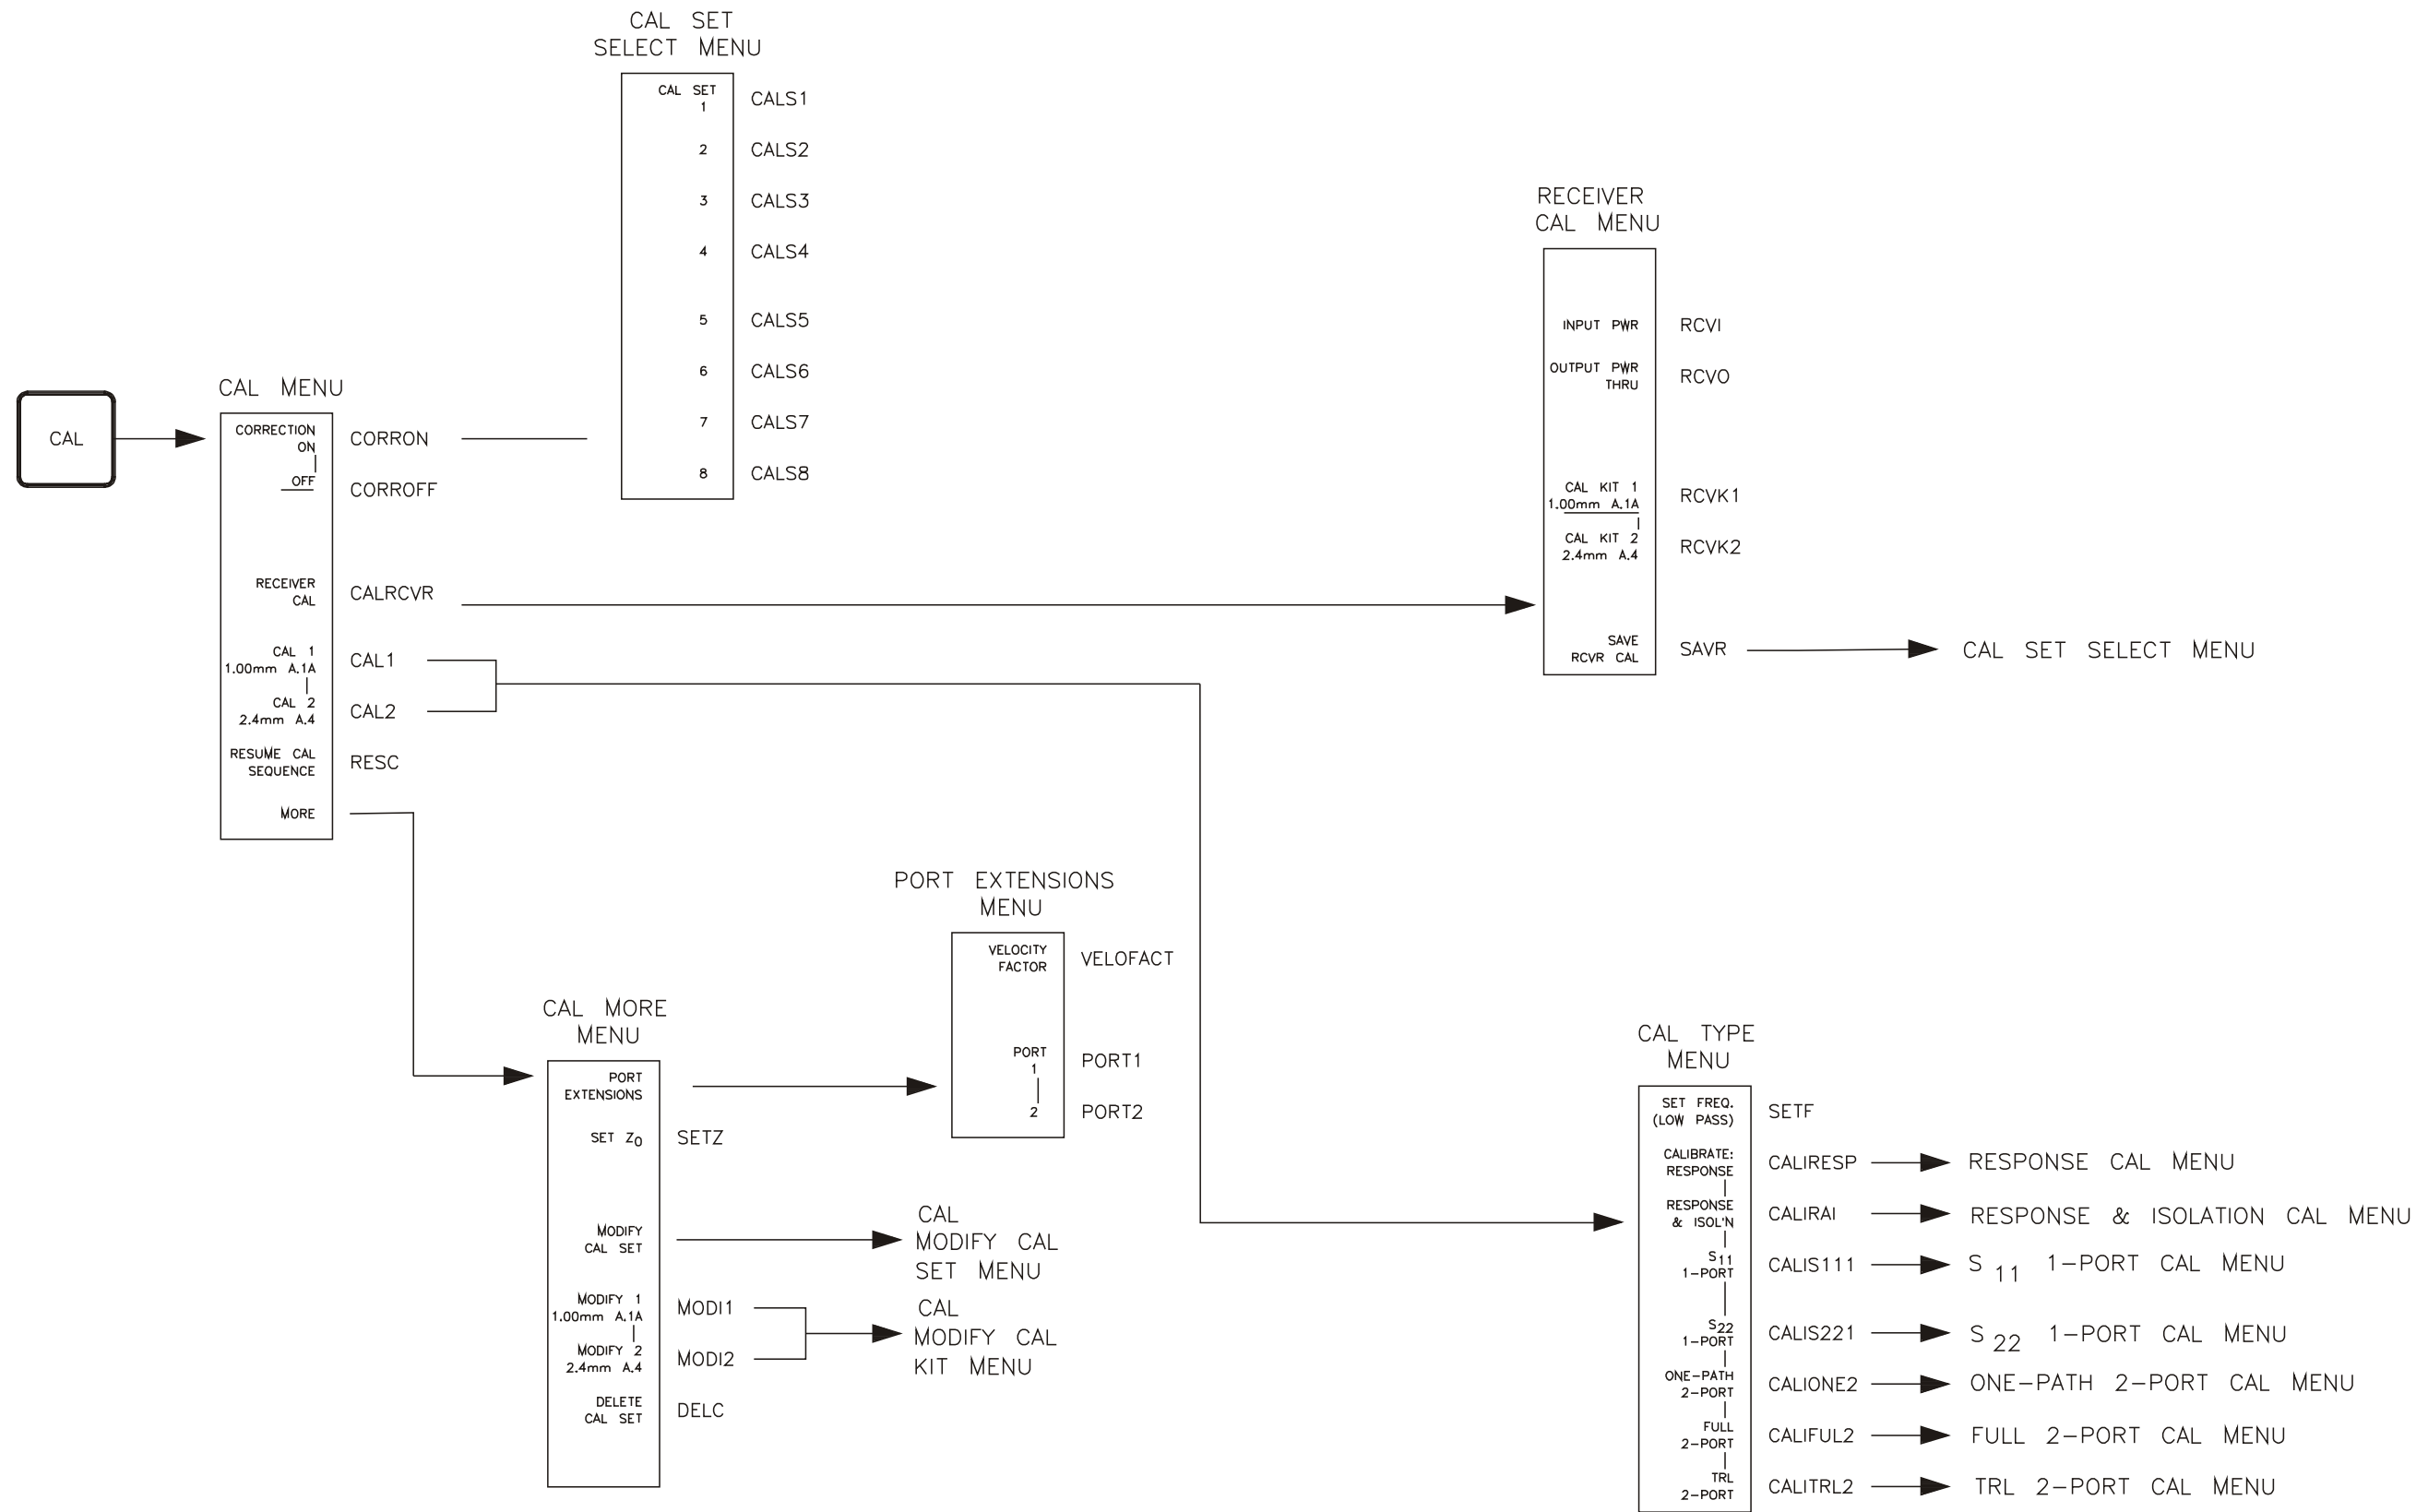 CAL SET
SELECT MENU
CAL SET
1
CALS1
2
CALS2
3
CALS3
4
CALS4
5
CALS5
6
CALS6
7
CALS7
8
CALS8
CAL
CAL MENU
CORRECTION
ON
CORRON
OFF
CORROFF
RECEIVER
CAL
CALRCVR
CAL 1
1.00mm A.1A
CAL1
CAL 2
2.4mm A.4
CAL2
RESUME CAL
SEQUENCE
RESC
MORE
RECEIVER
CAL MENU
INPUT PWR
RCVI
OUTPUT PWR
THRU
RCVO
CAL KIT 1
1.00mm A.1A
RCVK1
CAL KIT 2
2.4mm A.4
RCVK2
SAVE
RCVR CAL
SAVR
CAL SET SELECT MENU
PORT EXTENSIONS
MENU
VELOCITY
FACTOR
VELOFACT
PORT
1
PORT1
2
PORT2
CAL MORE
MENU
PORT
EXTENSIONS
SET Z0
SETZ
MODIFY
CAL SET
CAL
MODIFY CAL
SET MENU
MODIFY 1
1.00mm A.1A
MODI1
MODIFY 2
2.4mm A.4
MODI2
CAL
MODIFY CAL
KIT MENU
DELETE
CAL SET
DELC
CAL TYPE
MENU
SET FREQ.
(LOW PASS)
SETF
CALIBRATE:
RESPONSE
CALIRESP
RESPONSE CAL MENU
RESPONSE
& ISOL'N
CALIRAI
RESPONSE & ISOLATION CAL MENU
S11
1-PORT
CALIS111
S 11 1-PORT CAL MENU
S22
1-PORT
CALIS221
S 22 1-PORT CAL MENU
ONE-PATH
2-PORT
CALIONE2
ONE-PATH 2-PORT CAL MENU
FULL
2-PORT
CALIFUL2
FULL 2-PORT CAL MENU
TRL
2-PORT
CALITRL2
TRL 2-PORT CAL MENU